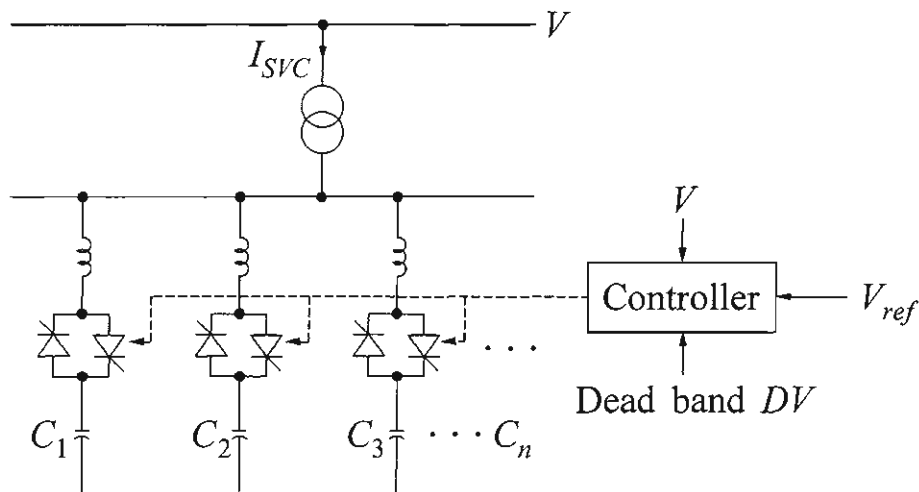 V
I_SVC
V
Controller
V_ref
Dead band DV
C_1
C_2
C_3
· · ·
· · · C_n